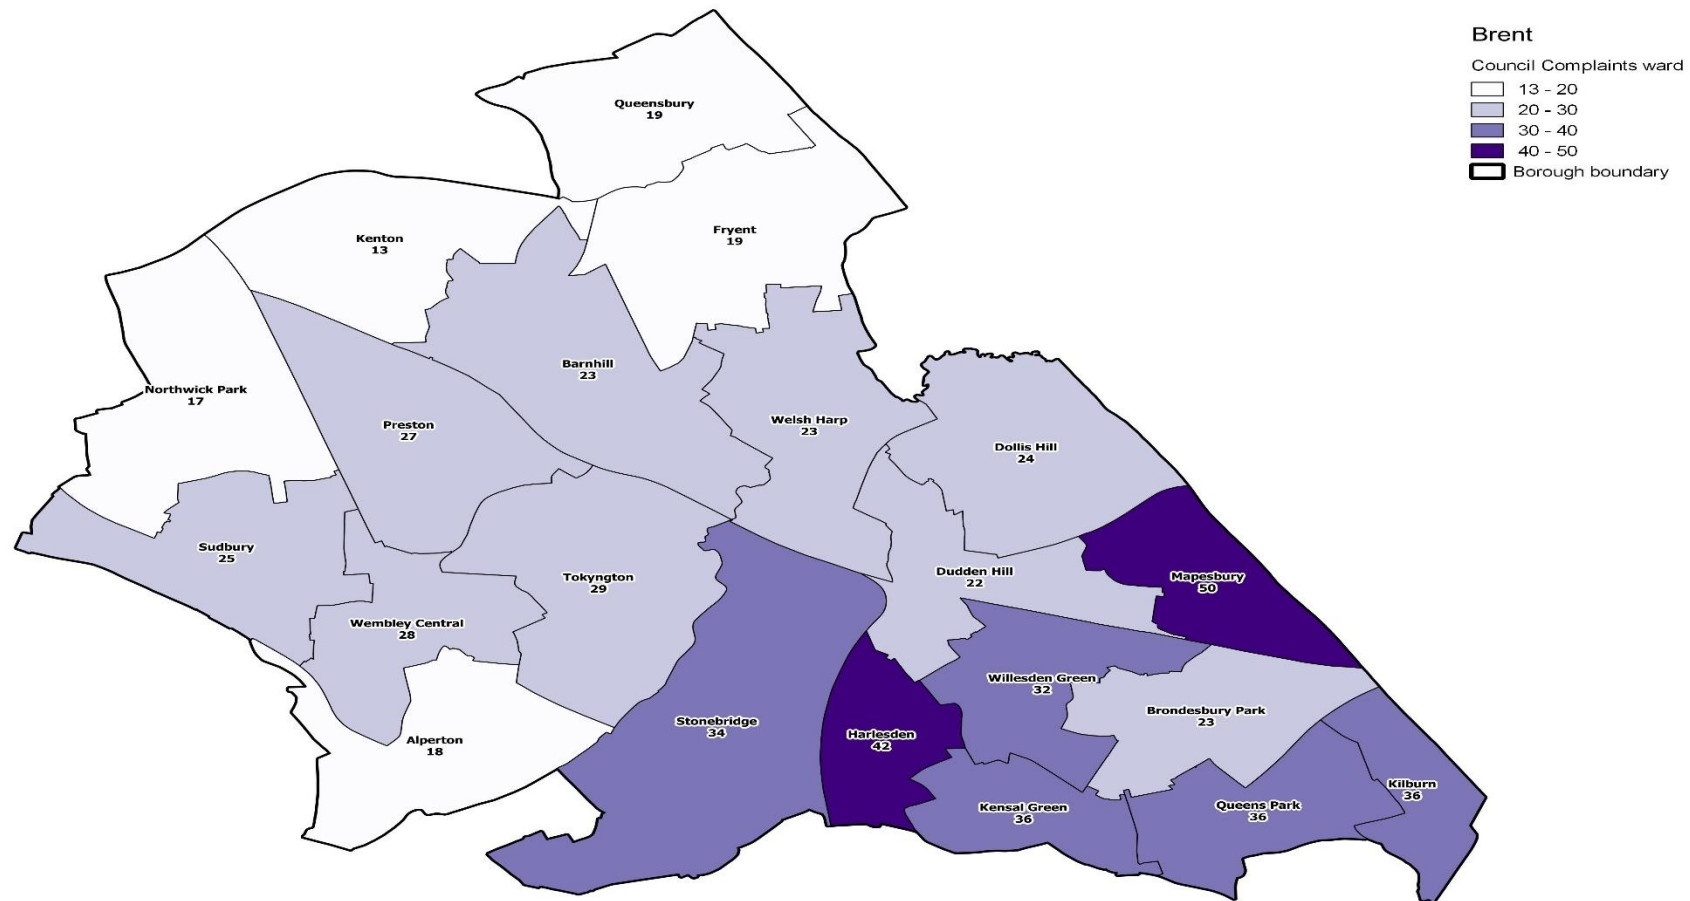 Brent
Council Complaints ward
13 - 20
20 - 30
30 - 40
40 - 50
Borough boundary
Queensbury
19
Fryent
19
Kenton
13
Barnhill
23
Northwick Park
17
Preston
27
Welsh Harp
23
Dollis Hill
24
Sudbury
25
Tokyngton
29
Dudden Hill
22
Mapesbury
50
Wembley Central
28
Willesden Green
32
Brondesbury Park
23
Stonebridge
34
Harlesden
42
Alperton
18
Kilburn
36
Kensal Green
36
Queens Park
36